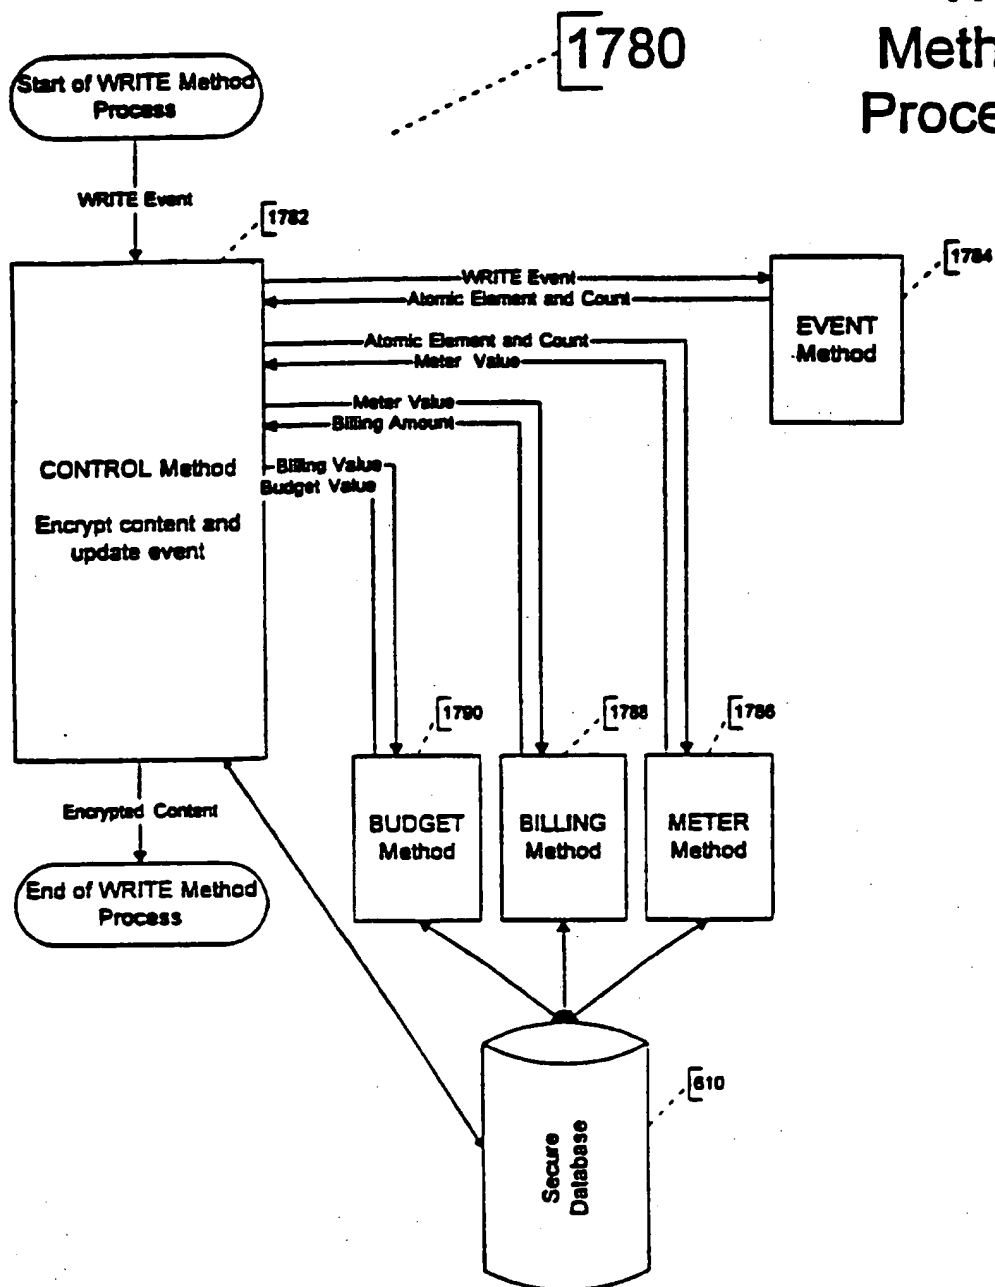 1780
Meth
Proce
Start of WRITE Method
Process
WRITE Event
1782
WRITE Event
Atomic Element and Count
1784
EVENT
Method
Atomic Element and Count
Meter Value
Meter Value
Billing Amount
Billing Value
Budget Value
CONTROL Method
Encrypt content and
update event
1790
1788
1786
BUDGET
Method
BILLING
Method
METER
Method
Encrypted Content
End of WRITE Method
Process
610
Secure
Database